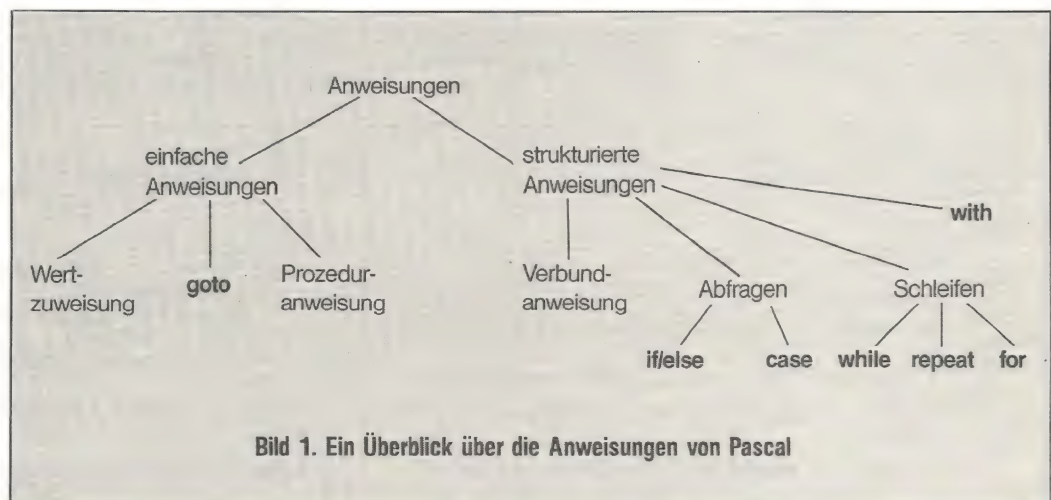 Anweisungen
einfache
Anweisungen
strukturierte
Anweisungen
with
Wert-
zuweisung
goto
Prozedur-
anweisung
Verbund-
anweisung
Abfragen
Schleifen
if/else
case
while
repeat
for
Bild 1. Ein Überblick über die Anweisungen von Pascal